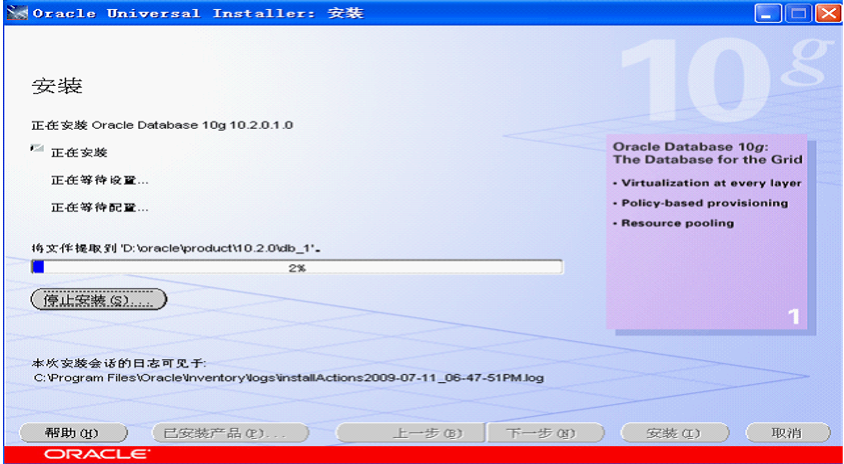 Oracle Universal Installer: 安装
10g
安装
正在安装 Oracle Database 10g 10.2.0.1.0
正在安装
正在等待设置...
正在等待配置...
Oracle Database 10g:
The Database for the Grid
· Virtualization at every layer
· Policy-based provisioning
· Resource pooling
1
将文件提取到 'D:\oracle\product\10.2.0\db_1'。
2%
停止安装(S)......
本次安装会话的日志可见于:
C:\Program Files\Oracle\Inventory\logs\installActions2009-07-11_06-47-51PM.log
帮助(H) 已安装产品(P)... 上一步(B) 下一步(N) 安装(I) 取消
ORACLE